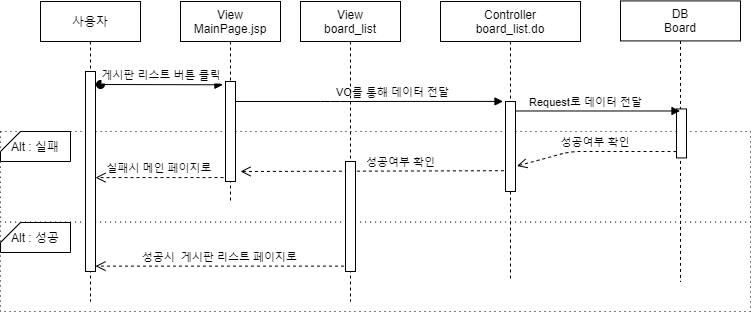 사용자
View
MainPage.jsp
View
board_list
Controller
board_list.do
DB
Board
게시판 리스트 버튼 클릭
VO를 통해 데이터 전달
Request로 데이터 전달
Alt : 실패
성공여부 확인
성공여부 확인
실패시 메인 페이지로
Alt : 성공
성공시 게시판 리스트 페이지로